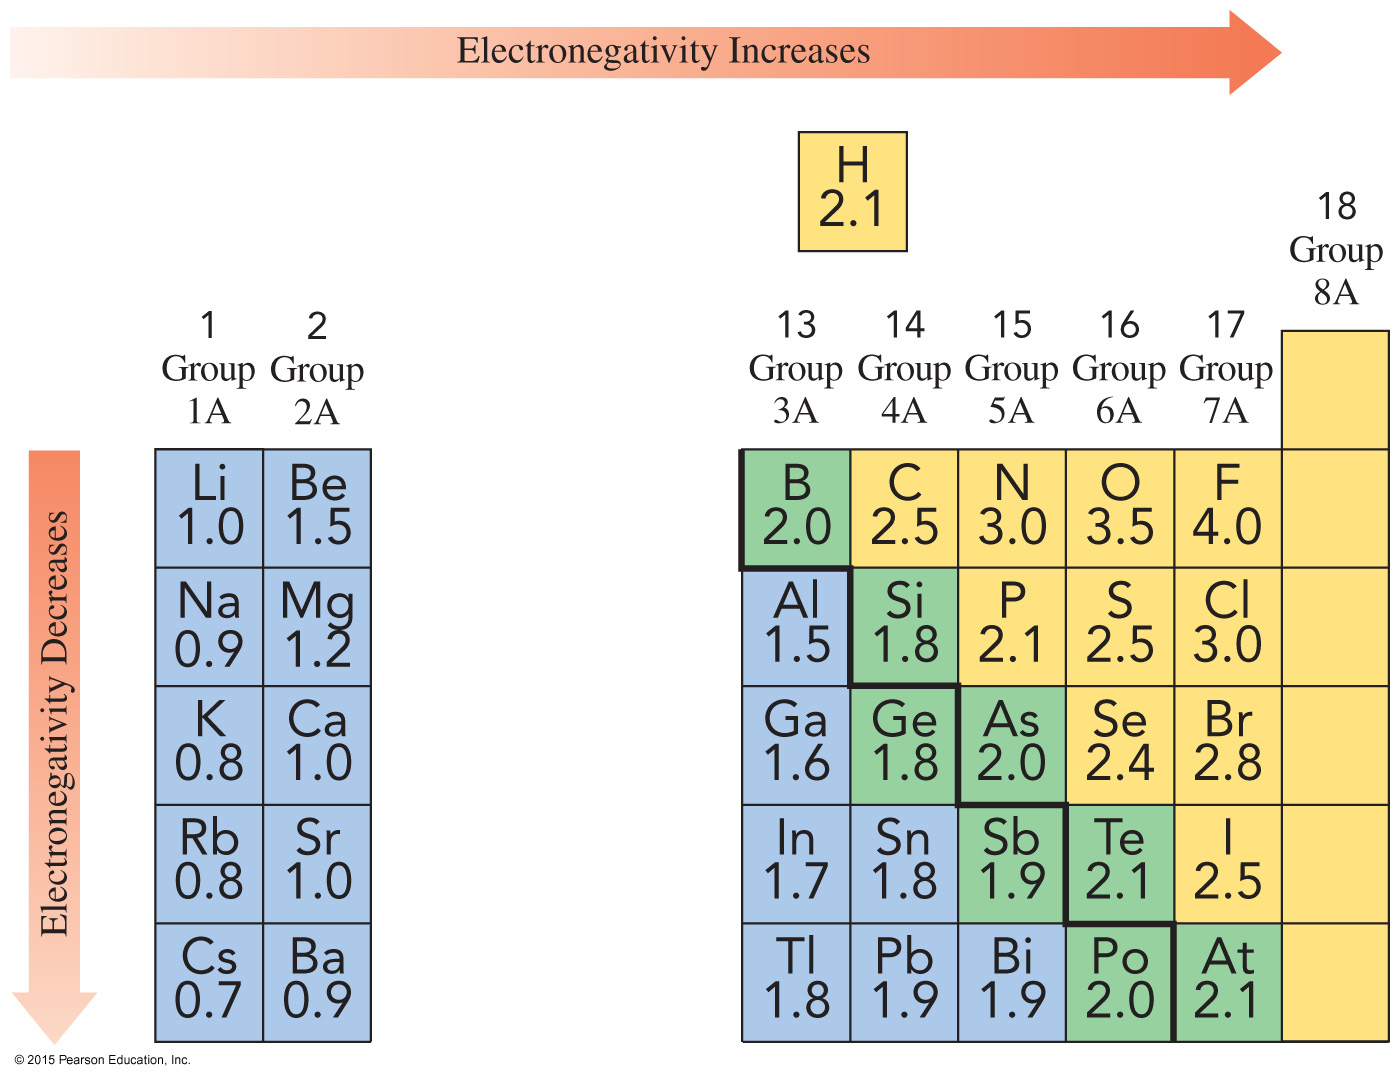 Electronegativity Increases
H
2.1
18
Group
8A
1 2 13 14 15 16 17
Group Group Group Group Group Group Group
1A 2A 3A 4A 5A 6A 7A
Electronegativity Decreases
Li Be B C N O F
1.0 1.5 2.0 2.5 3.0 3.5 4.0
Na Mg Al Si P S Cl
0.9 1.2 1.5 1.8 2.1 2.5 3.0
K Ca Ga Ge As Se Br
0.8 1.0 1.6 1.8 2.0 2.4 2.8
Rb Sr In Sn Sb Te I
0.8 1.0 1.7 1.8 1.9 2.1 2.5
Cs Ba Tl Pb Bi Po At
0.7 0.9 1.8 1.9 1.9 2.0 2.1
© 2015 Pearson Education, Inc.